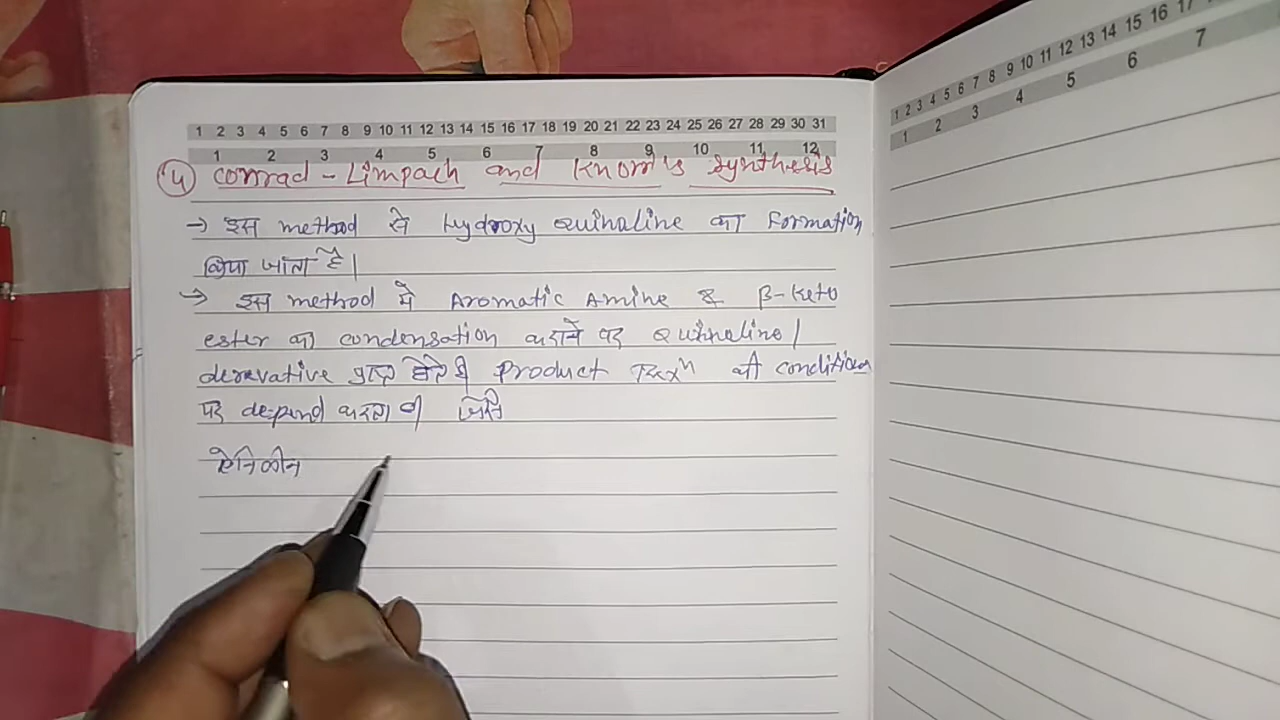 1 2 3 4 5 6 7 8 9 10 11 12 13 14 15 16 17 18 19 20 21 22 23 24 25 26 27 28 29 30 31
1 2 3 4 5 6 7 8 9 10 11 12
4 Conrad-Limpach and Knorr's synthesis
→ इस method से hydroxy Quinaline का Formation
किया जाता है।
→ इस method मे Aromatic Amine & β-keto
ester का condensation कराने पर Quinnaline/
deravative प्राप्त होते है Product Rxⁿ की condition
पर depend करता है जैसे
ऐनिलीन
1 2 3 4 5 6 7 8 9 10 11 12 13 14 15 16 17
1 2 3 4 5 6 7